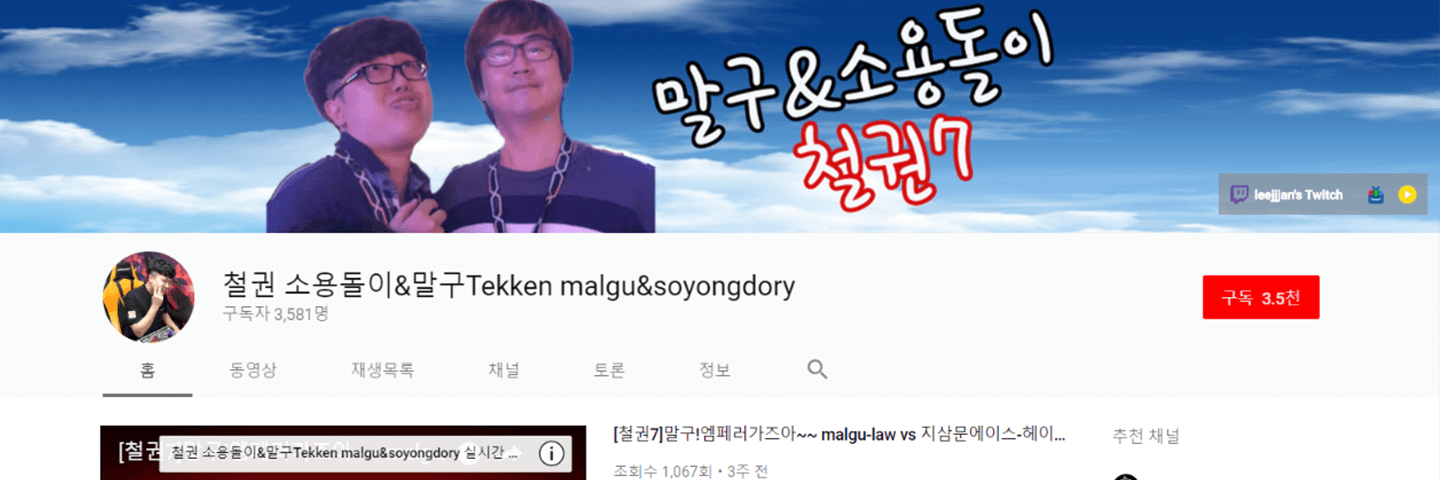 말구&소용돌이
철권7
leejjan's Twitch
철권 소용돌이&말구Tekken malgu&soyongdory
구독자 3,581명
구독 3.5천
홈 동영상 재생목록 채널 토론 정보
[철권
철권 소용돌이&말구Tekken malgu&soyongdory 실시간 ...
[철권7]말구!엠페러가즈아~~ malgu-law vs 지삼문에이스-헤이...
조회수 1,067회 • 3주 전
추천 채널